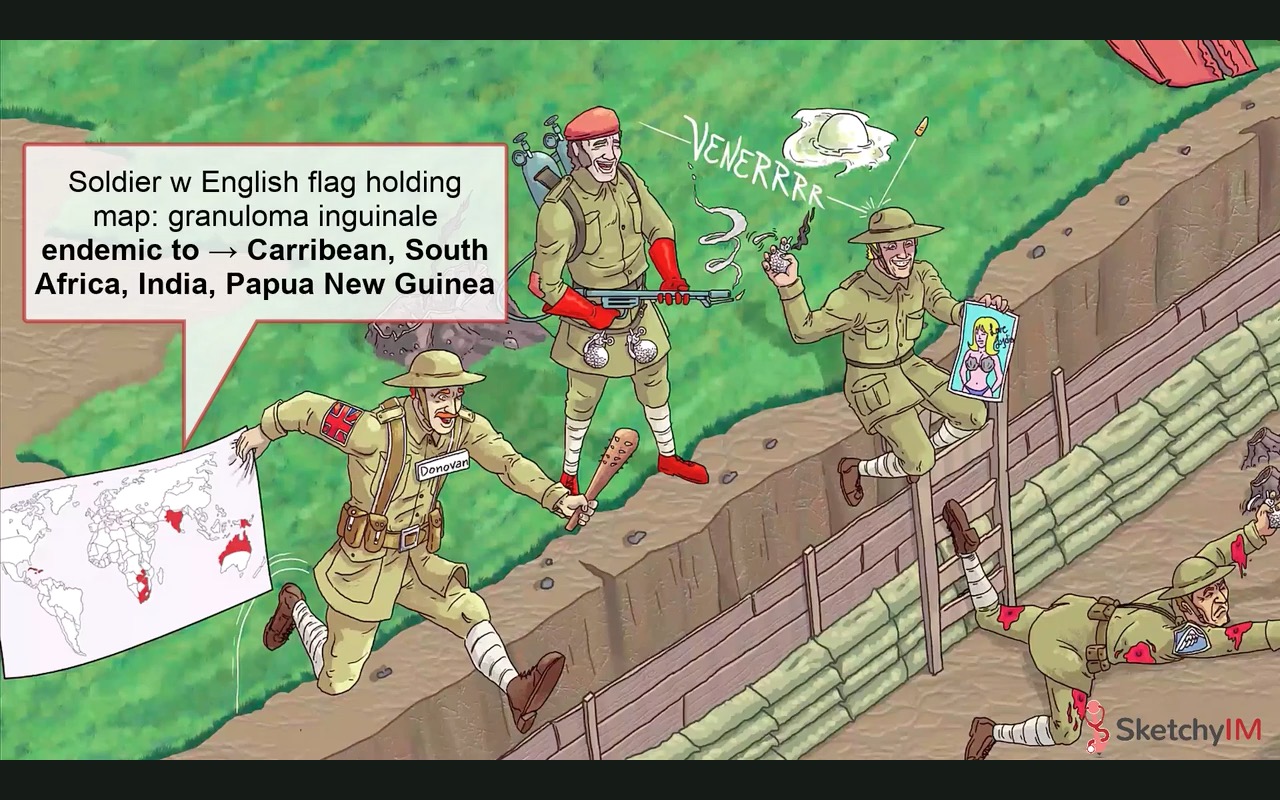 Soldier w English flag holding
map: granuloma inguinale
endemic to → Carribean, South
Africa, India, Papua New Guinea
VENERRRR
Donovan
Love
SketchyIM